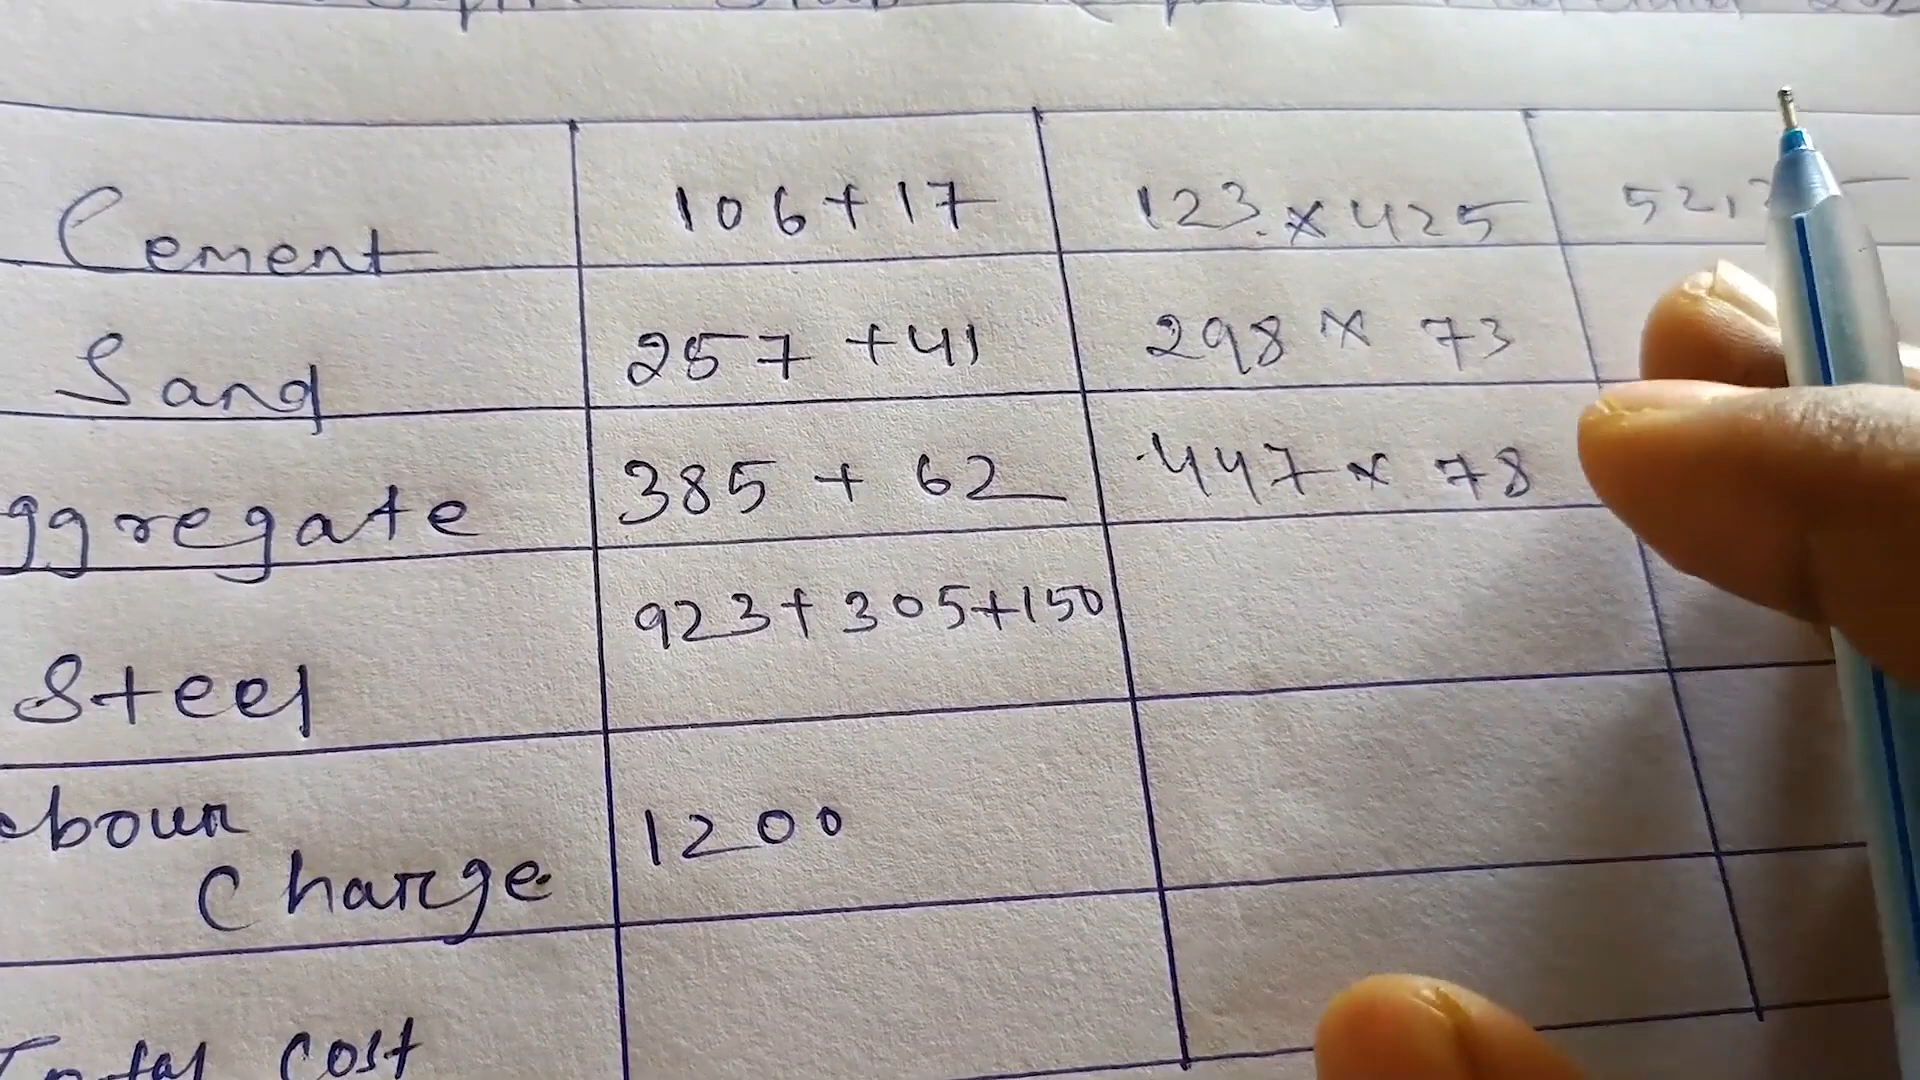 Cement 106+17 123 × 425
Sand 257 +41 298 × 73
ggregate 385 + 62 447 × 78
Steel 923+ 305+150
bour
Charge 1200
Total cost